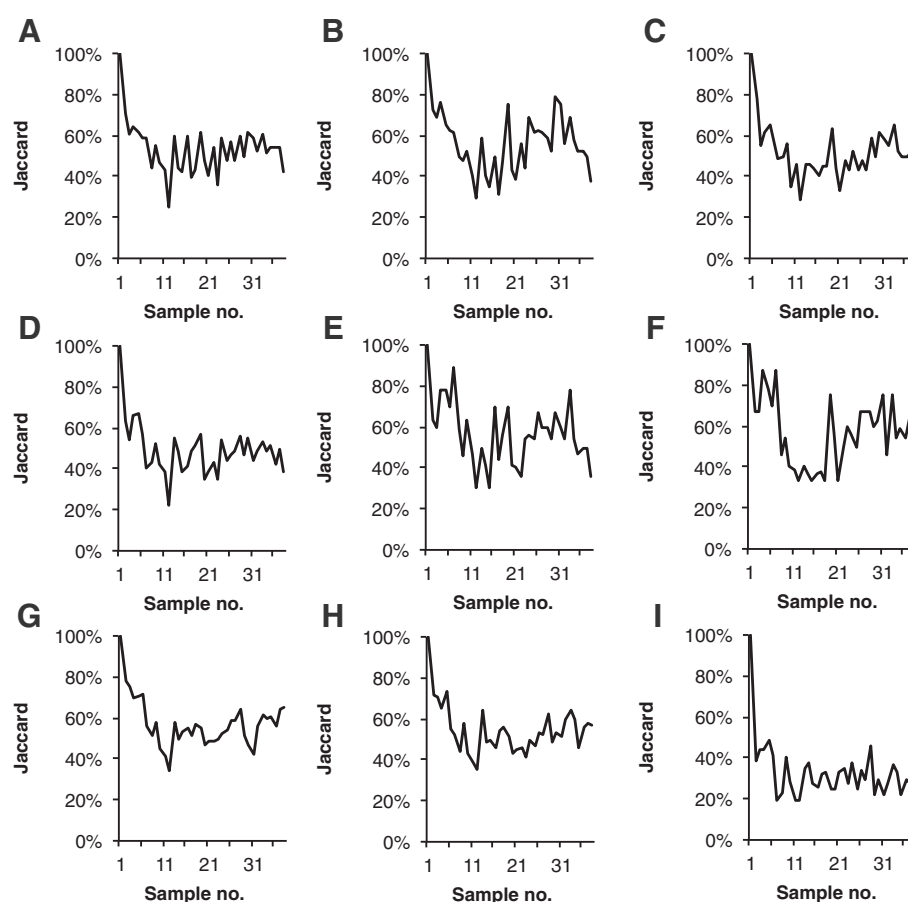 A B C
100% 100% 100%
80% 80% 80%
60% 60% 60%
40% 40% 40%
20% 20% 20%
0% 0% 0%
Jaccard Jaccard Jaccard
1 11 21 31 1 11 21 31 1 11 21 31
Sample no. Sample no. Sample no.
D E F
100% 100% 100%
80% 80% 80%
60% 60% 60%
40% 40% 40%
20% 20% 20%
0% 0% 0%
Jaccard Jaccard Jaccard
1 11 21 31 1 11 21 31 1 11 21 31
Sample no. Sample no. Sample no.
G H I
100% 100% 100%
80% 80% 80%
60% 60% 60%
40% 40% 40%
20% 20% 20%
0% 0% 0%
Jaccard Jaccard Jaccard
1 11 21 31 1 11 21 31 1 11 21 31
Sample no. Sample no. Sample no.